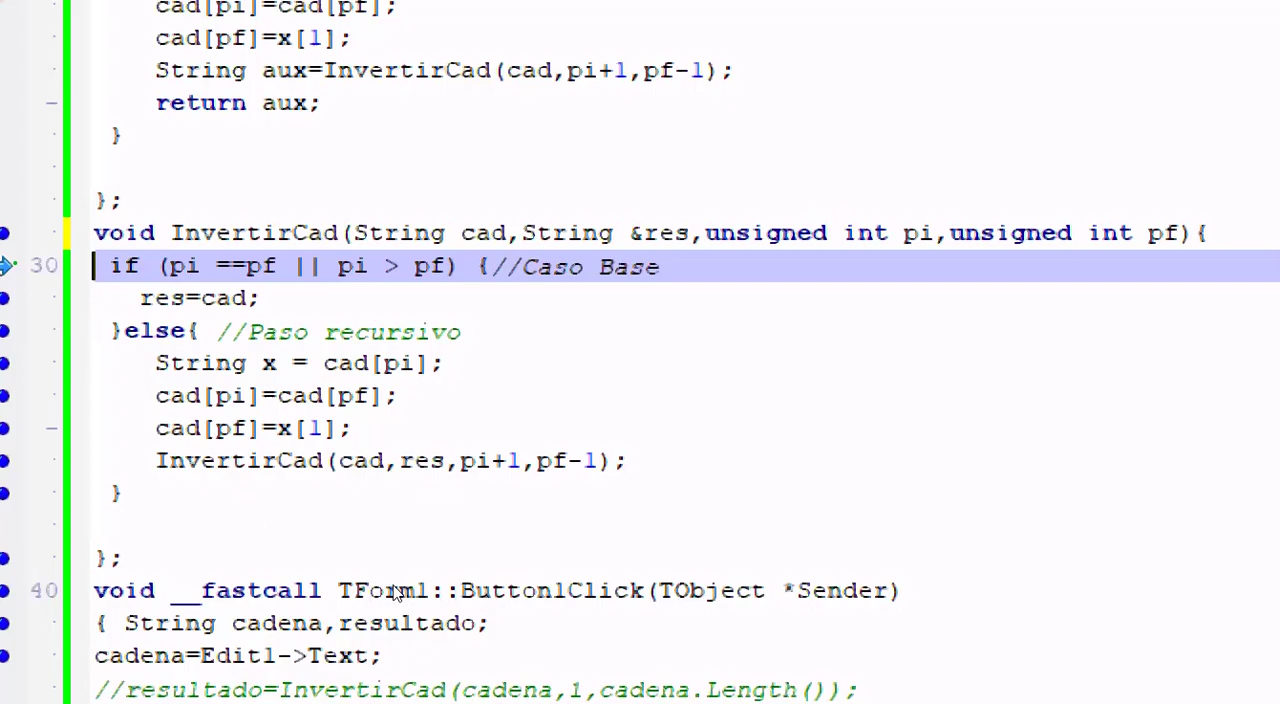 cad[pi]=cad[pf];
cad[pf]=x[1];
String aux=InvertirCad(cad,pi+1,pf-1);
return aux;
}
};
void InvertirCad(String cad,String &res,unsigned int pi,unsigned int pf){
30 if (pi ==pf || pi > pf) {//Caso Base
res=cad;
}else{ //Paso recursivo
String x = cad[pi];
cad[pi]=cad[pf];
cad[pf]=x[1];
InvertirCad(cad,res,pi+1,pf-1);
}
};
40 void __fastcall TForm1::Button1Click(TObject *Sender)
{ String cadena,resultado;
cadena=Edit1->Text;
//resultado=InvertirCad(cadena,1,cadena.Length());